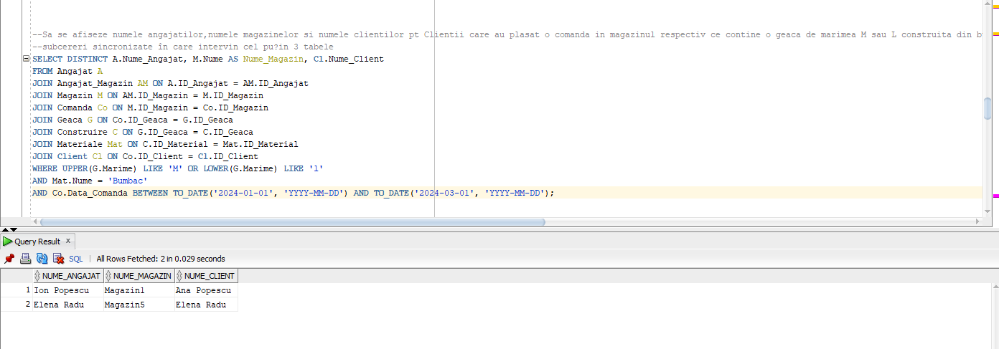 --Sa se afiseze numele angajatilor,numele magazinelor si numele clientilor pt Clientii care au plasat o comanda in magazinul respectiv ce contine o geaca de marimea M sau L construita din
--subcereri sincronizate în care intervin cel pu?in 3 tabele
SELECT DISTINCT A.Nume_Angajat, M.Nume AS Nume_Magazin, Cl.Nume_Client
FROM Angajat A
JOIN Angajat_Magazin AM ON A.ID_Angajat = AM.ID_Angajat
JOIN Magazin M ON AM.ID_Magazin = M.ID_Magazin
JOIN Comanda Co ON M.ID_Magazin = Co.ID_Magazin
JOIN Geaca G ON Co.ID_Geaca = G.ID_Geaca
JOIN Construire C ON G.ID_Geaca = C.ID_Geaca
JOIN Materiale Mat ON C.ID_Material = Mat.ID_Material
JOIN Client Cl ON Co.ID_Client = Cl.ID_Client
WHERE UPPER(G.Marime) LIKE 'M' OR LOWER(G.Marime) LIKE 'l'
AND Mat.Nume = 'Bumbac'
AND Co.Data_Comanda BETWEEN TO_DATE('2024-01-01', 'YYYY-MM-DD') AND TO_DATE('2024-03-01', 'YYYY-MM-DD');
Query Result x
SQL | All Rows Fetched: 2 in 0.029 seconds
NUME_ANGAJAT NUME_MAGAZIN NUME_CLIENT
1 Ion Popescu Magazin1 Ana Popescu
2 Elena Radu Magazin5 Elena Radu